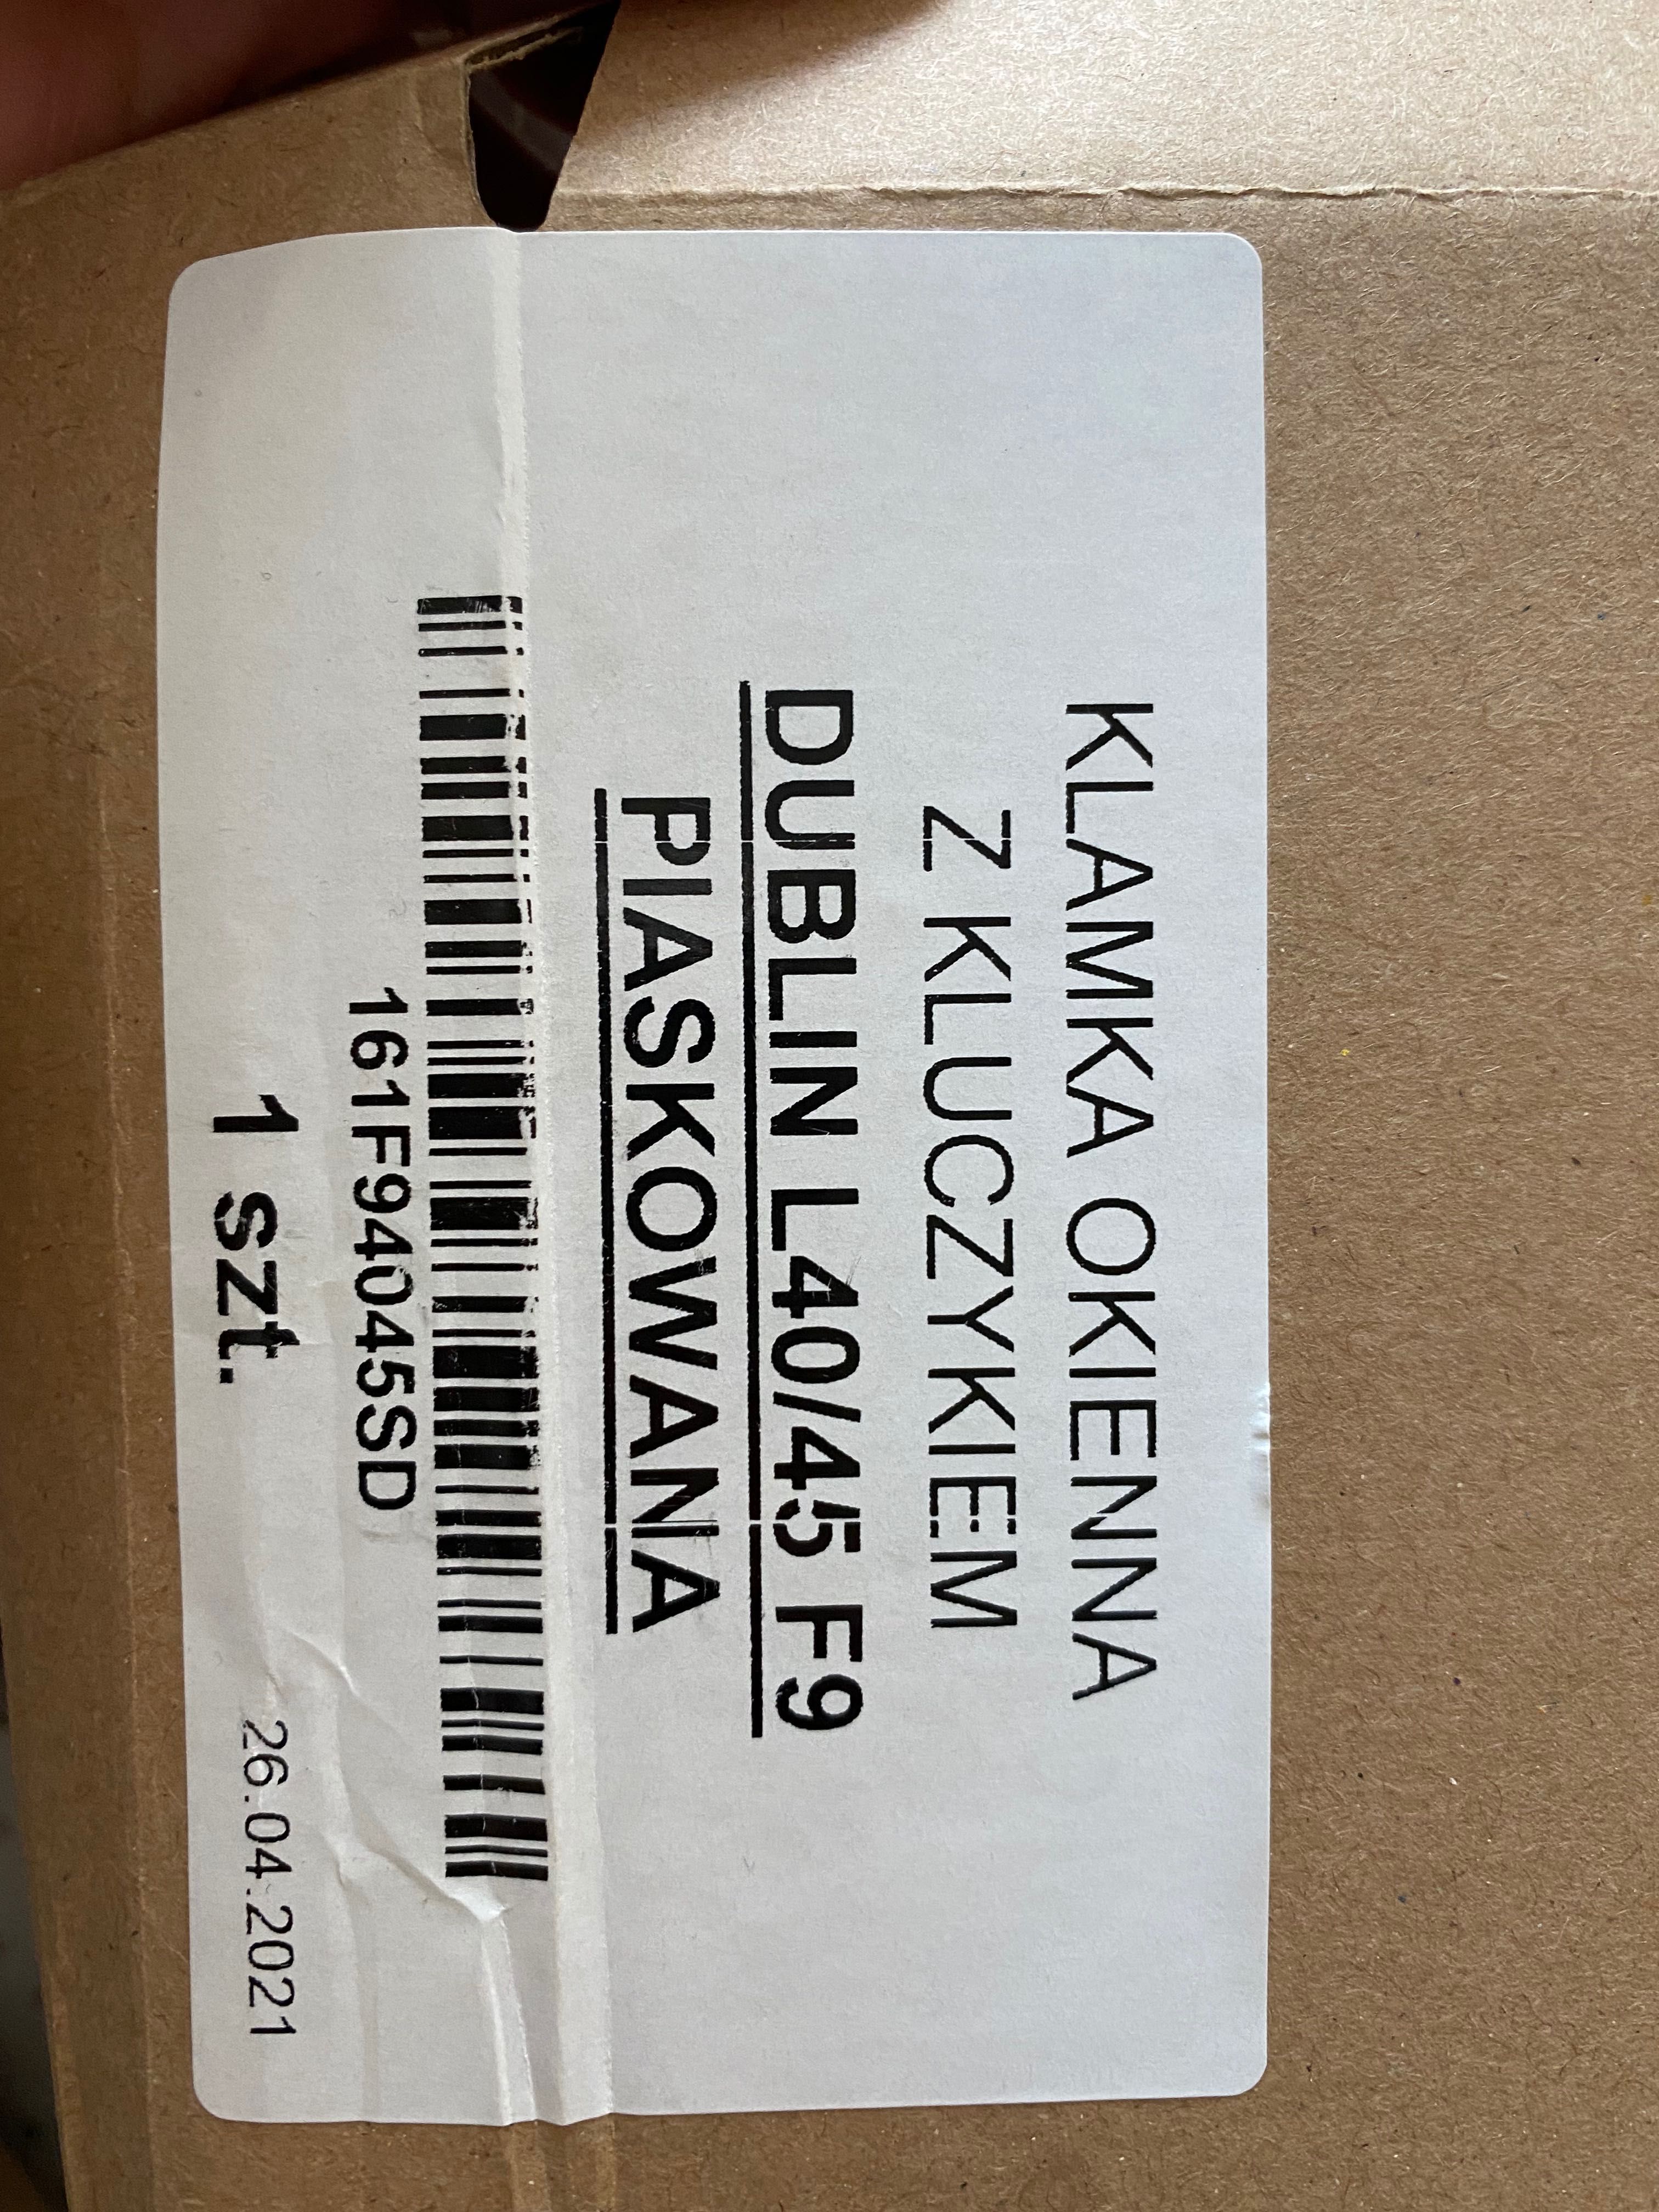 KLAMKA OKIENNA
Z KLUCZYKIEM
DUBLIN L40/45 F9
PIASKOWANA
161F94045SD
1 szt.
26.04.2021